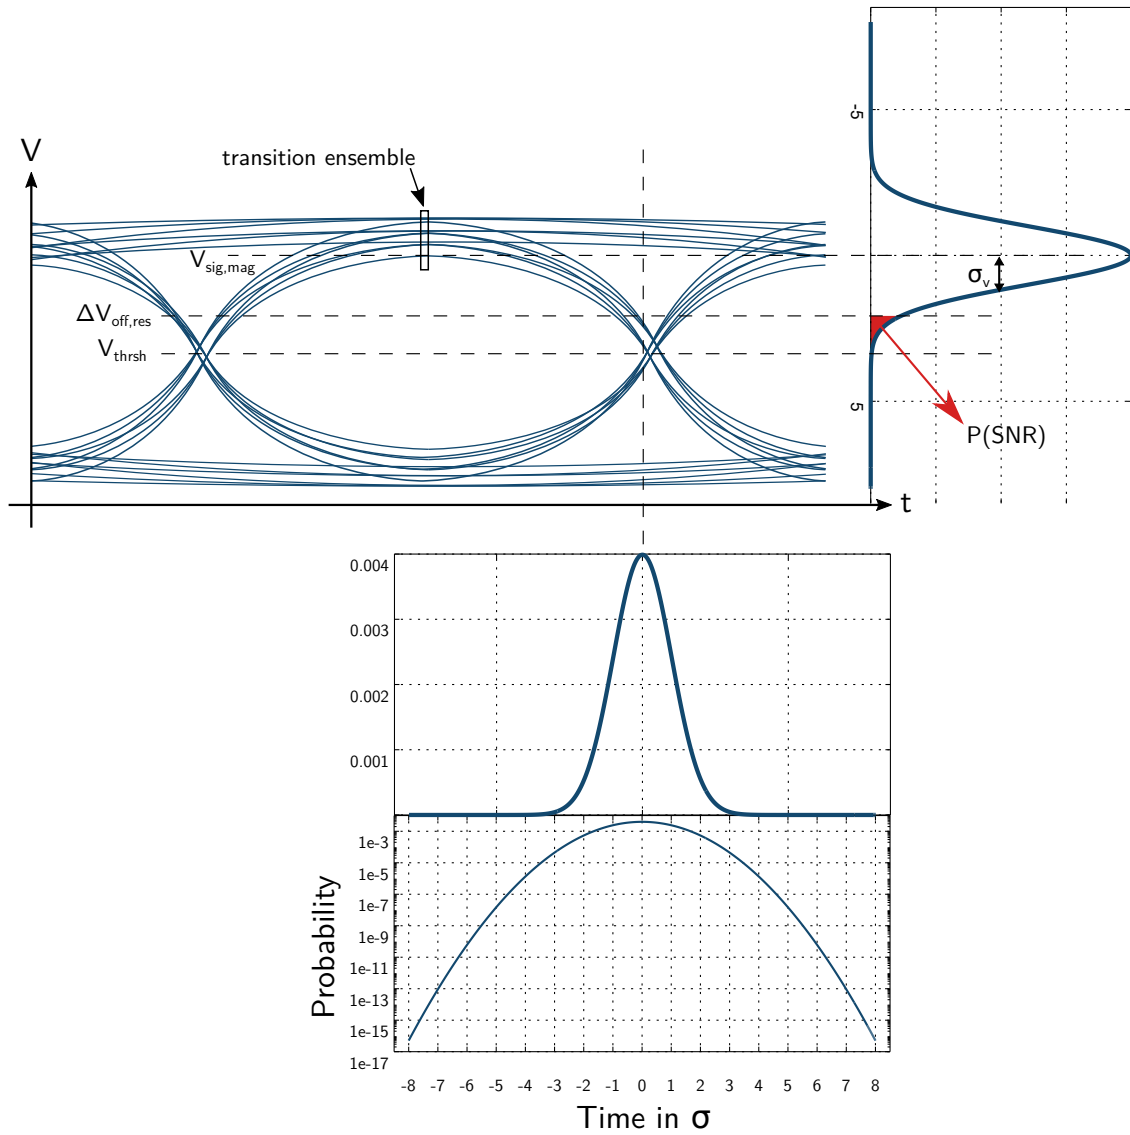 V
transition ensemble
V_sig,mag
ΔV_off,res
V_thrsh
t
-5
σ_v
5
P(SNR)
0.004
0.003
0.002
0.001
Probability
1e-3
1e-5
1e-7
1e-9
1e-11
1e-13
1e-15
1e-17
-8 -7 -6 -5 -4 -3 -2 -1 0 1 2 3 4 5 6 7 8
Time in σ